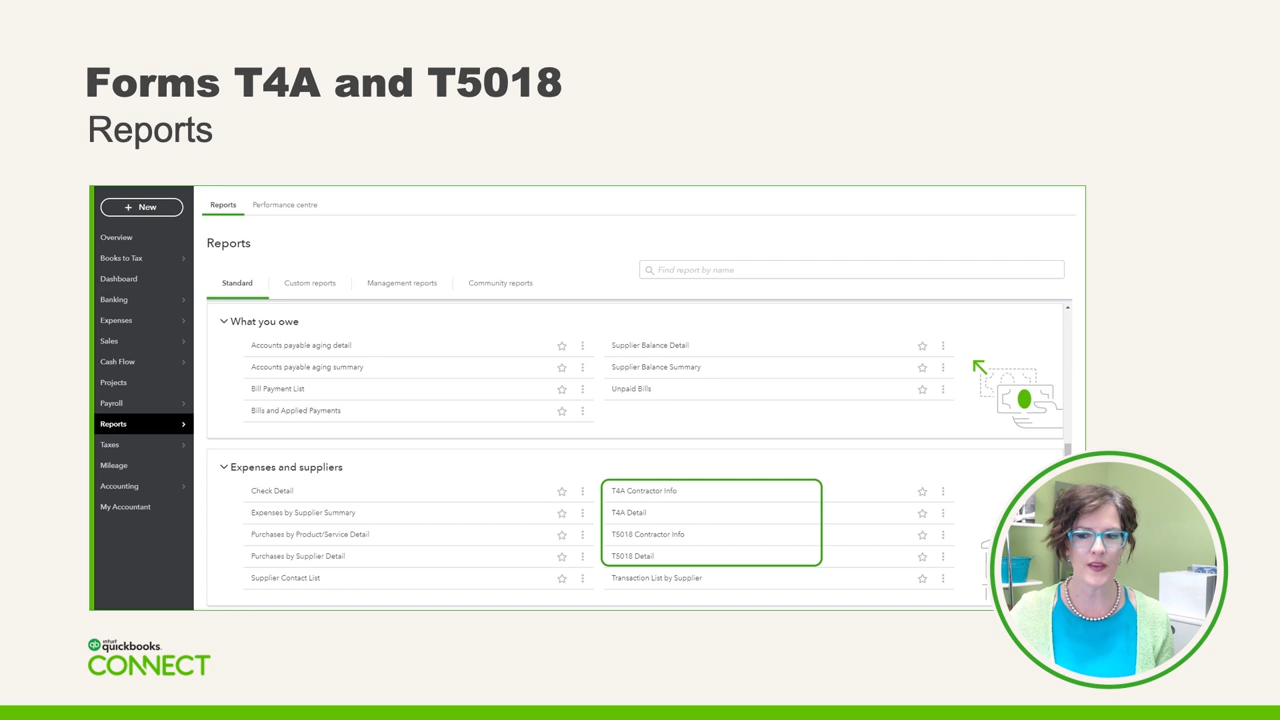 Forms T4A and T5018
Reports
+ New
Overview
Books to Tax
Dashboard
Banking
Expenses
Sales
Cash Flow
Projects
Payroll
Reports
Taxes
Mileage
Accounting
My Accountant
Reports Performance centre
Reports
Find report by name
Standard Custom reports Management reports Community reports
What you owe
Accounts payable aging detail Supplier Balance Detail
Accounts payable aging summary Supplier Balance Summary
Bill Payment List Unpaid Bills
Bills and Applied Payments
Expenses and suppliers
Check Detail T4A Contractor Info
Expenses by Supplier Summary T4A Detail
Purchases by Product/Service Detail T5018 Contractor Info
Purchases by Supplier Detail T5018 Detail
Supplier Contact List Transaction List by Supplier
qb intuit
quickbooks.
CONNECT